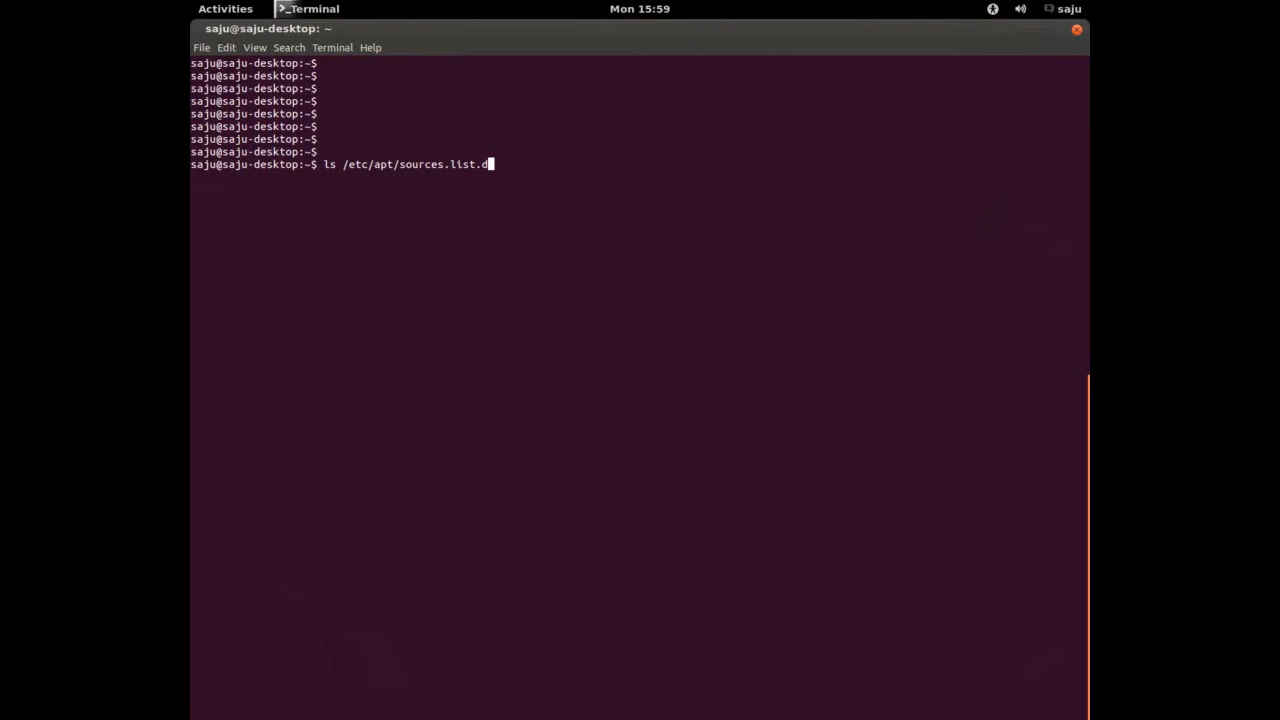 Activities >_Terminal Mon 15:59 saju
saju@saju-desktop: ~
File Edit View Search Terminal Help
saju@saju-desktop:~$
saju@saju-desktop:~$
saju@saju-desktop:~$
saju@saju-desktop:~$
saju@saju-desktop:~$
saju@saju-desktop:~$
saju@saju-desktop:~$
saju@saju-desktop:~$
saju@saju-desktop:~$ ls /etc/apt/sources.list.d